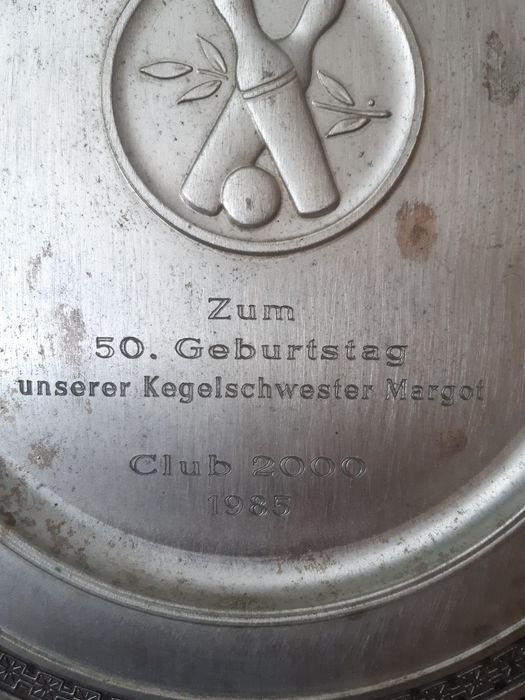 Zum
50. Geburtstag
unserer Kegelschwester Margot
Club 2000
1985